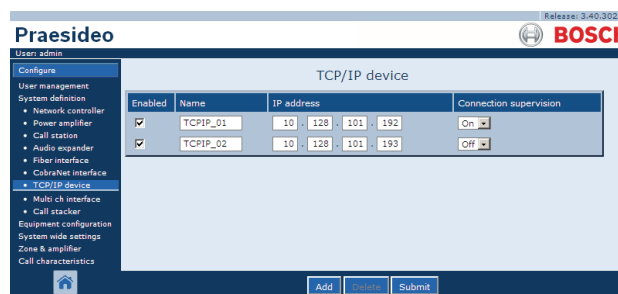 Release: 3.40.302
Praesideo
BOSCH
User: admin
Configure
User management
System definition
• Network controller
• Power amplifier
• Call station
• Audio expander
• Fiber interface
• CobraNet interface
• TCP/IP device
• Multi ch interface
• Call stacker
Equipment configuration
System wide settings
Zone & amplifier
Call characteristics
TCP/IP device
Enabled Name IP address Connection supervision
TCPIP_01 10 . 128 . 101 . 192 On
TCPIP_02 10 . 128 . 101 . 193 Off
Add Delete Submit